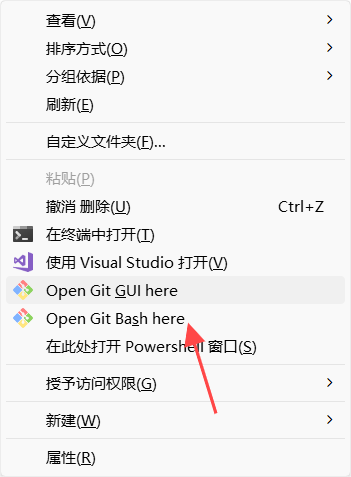 查看(V)
排序方式(O)
分组依据(P)
刷新(E)
自定义文件夹(F)...
粘贴(P)
撤消 删除(U) Ctrl+Z
在终端中打开(T)
使用 Visual Studio 打开(V)
Open Git GUI here
Open Git Bash here
在此处打开 Powershell 窗口(S)
授予访问权限(G)
新建(W)
属性(R)